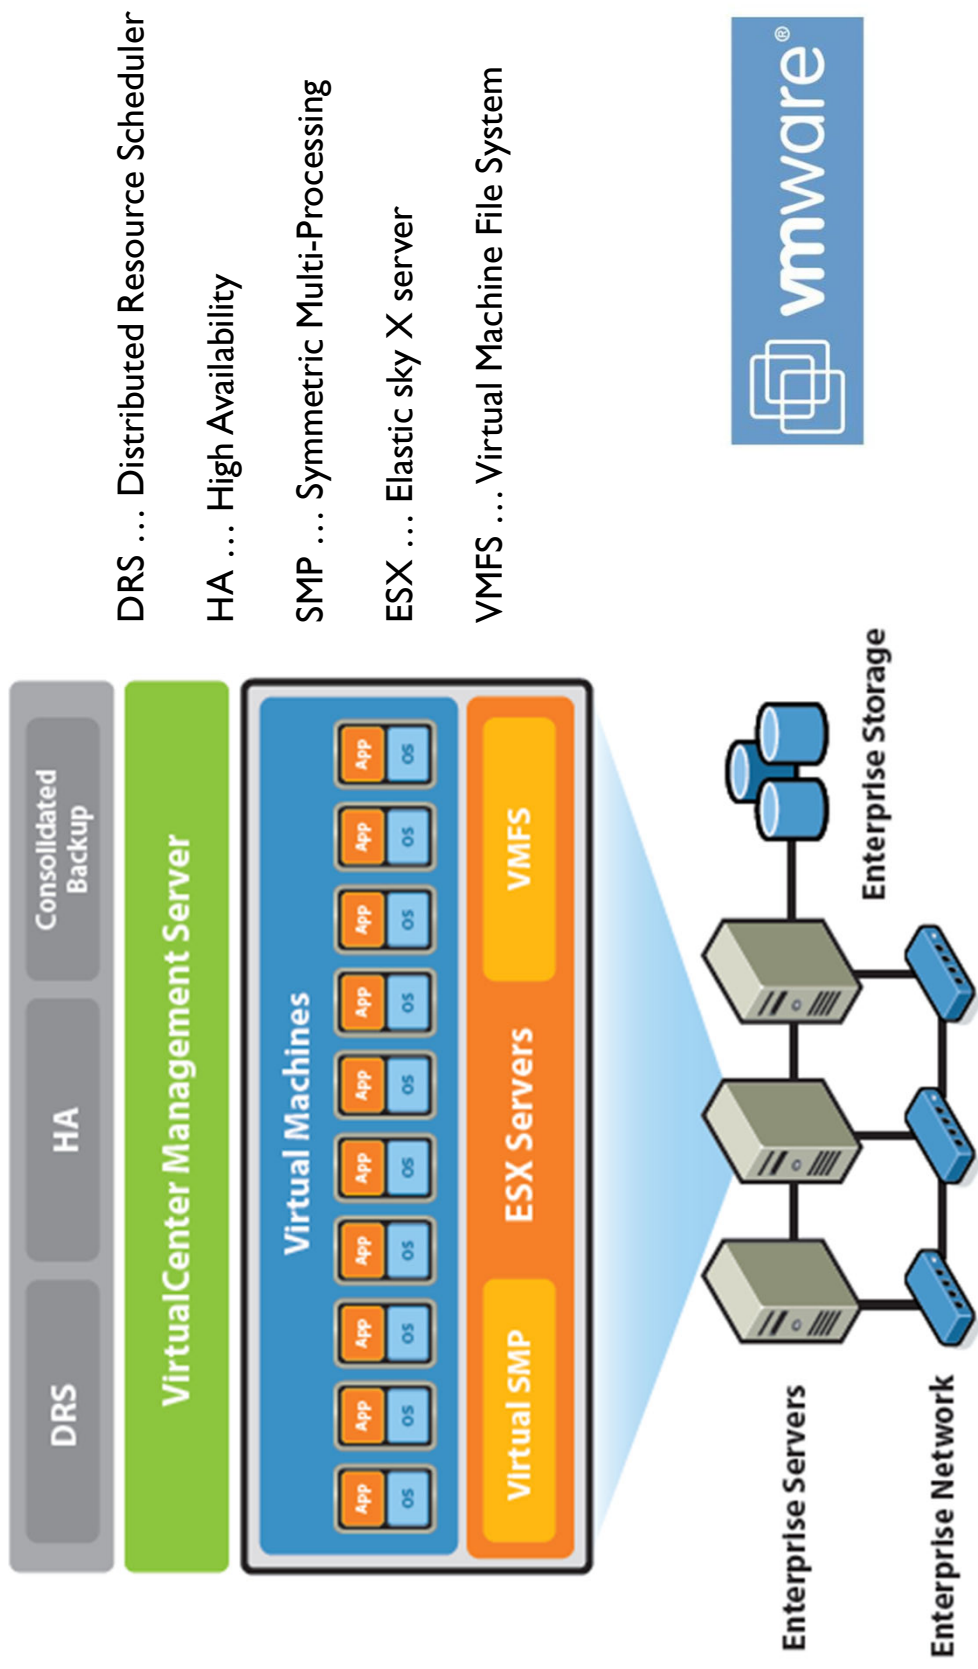 DRS
HA
Consolidated
Backup
VirtualCenter Management Server
Virtual Machines
App
App
App
App
App
App
App
App
App
App
OS
OS
OS
OS
OS
OS
OS
OS
OS
OS
Virtual SMP
ESX Servers
VMFS
Enterprise Servers
Enterprise Storage
Enterprise Network
DRS … Distributed Resource Scheduler
HA … High Availability
SMP … Symmetric Multi-Processing
ESX … Elastic sky X server
VMFS … Virtual Machine File System
vmware®